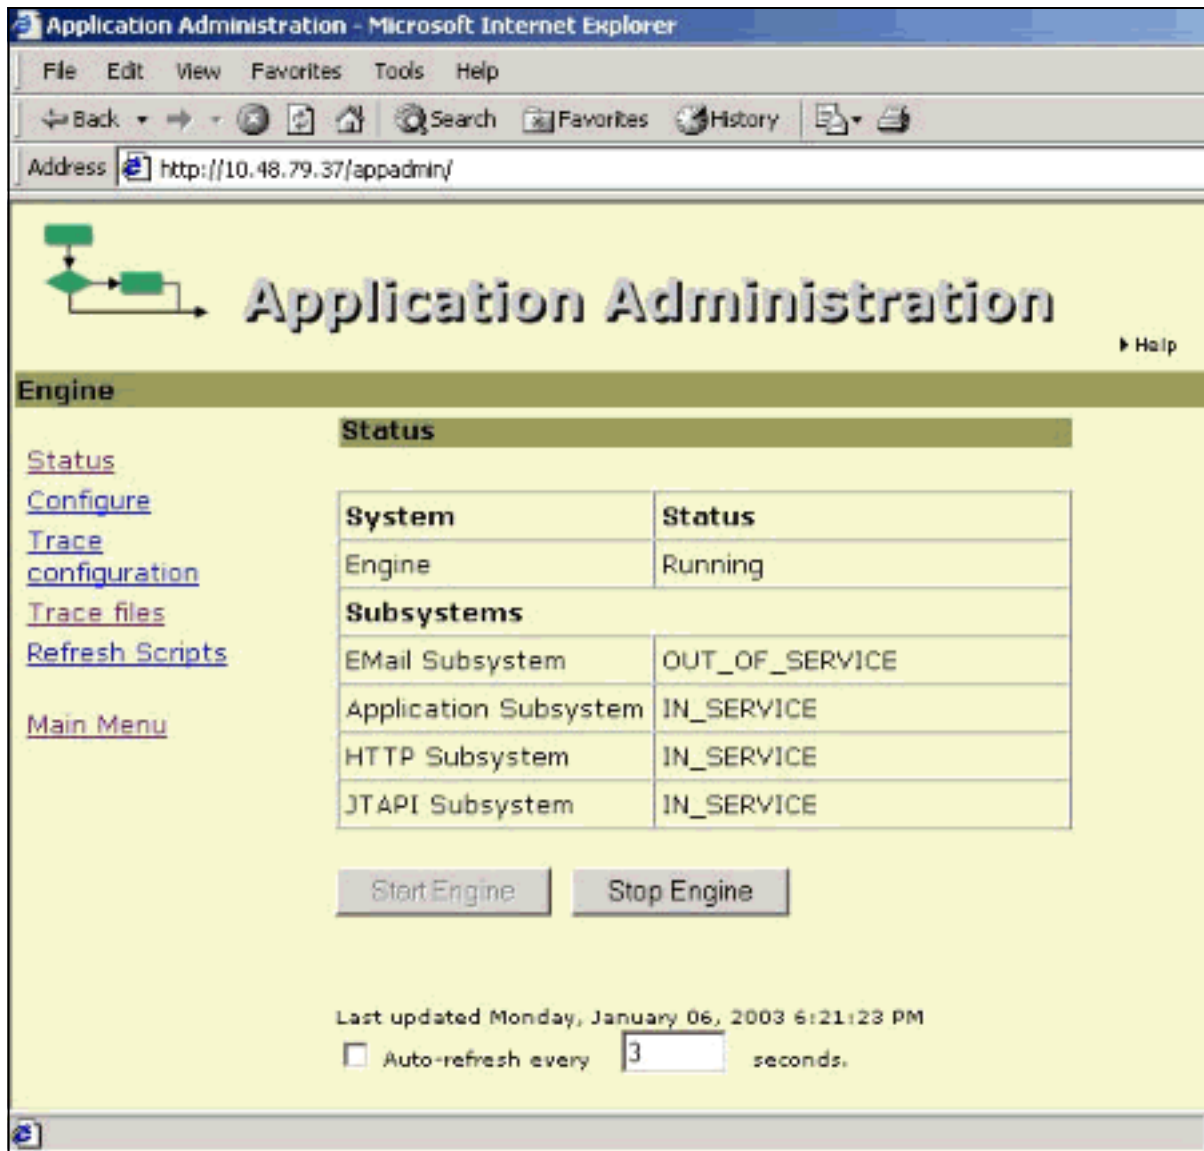 Application Administration - Microsoft Internet Explorer
File Edit View Favorites Tools Help
Back Search Favorites History
Address http://10.48.79.37/appadmin/
Application Administration
Help
Engine
Status
Status
Configure
Trace
configuration
Trace files
Refresh Scripts
Main Menu
System Status
Engine Running
Subsystems
EMail Subsystem OUT_OF_SERVICE
Application Subsystem IN_SERVICE
HTTP Subsystem IN_SERVICE
JTAPI Subsystem IN_SERVICE
Start Engine Stop Engine
Last updated Monday, January 06, 2003 6:21:23 PM
Auto-refresh every 3 seconds.